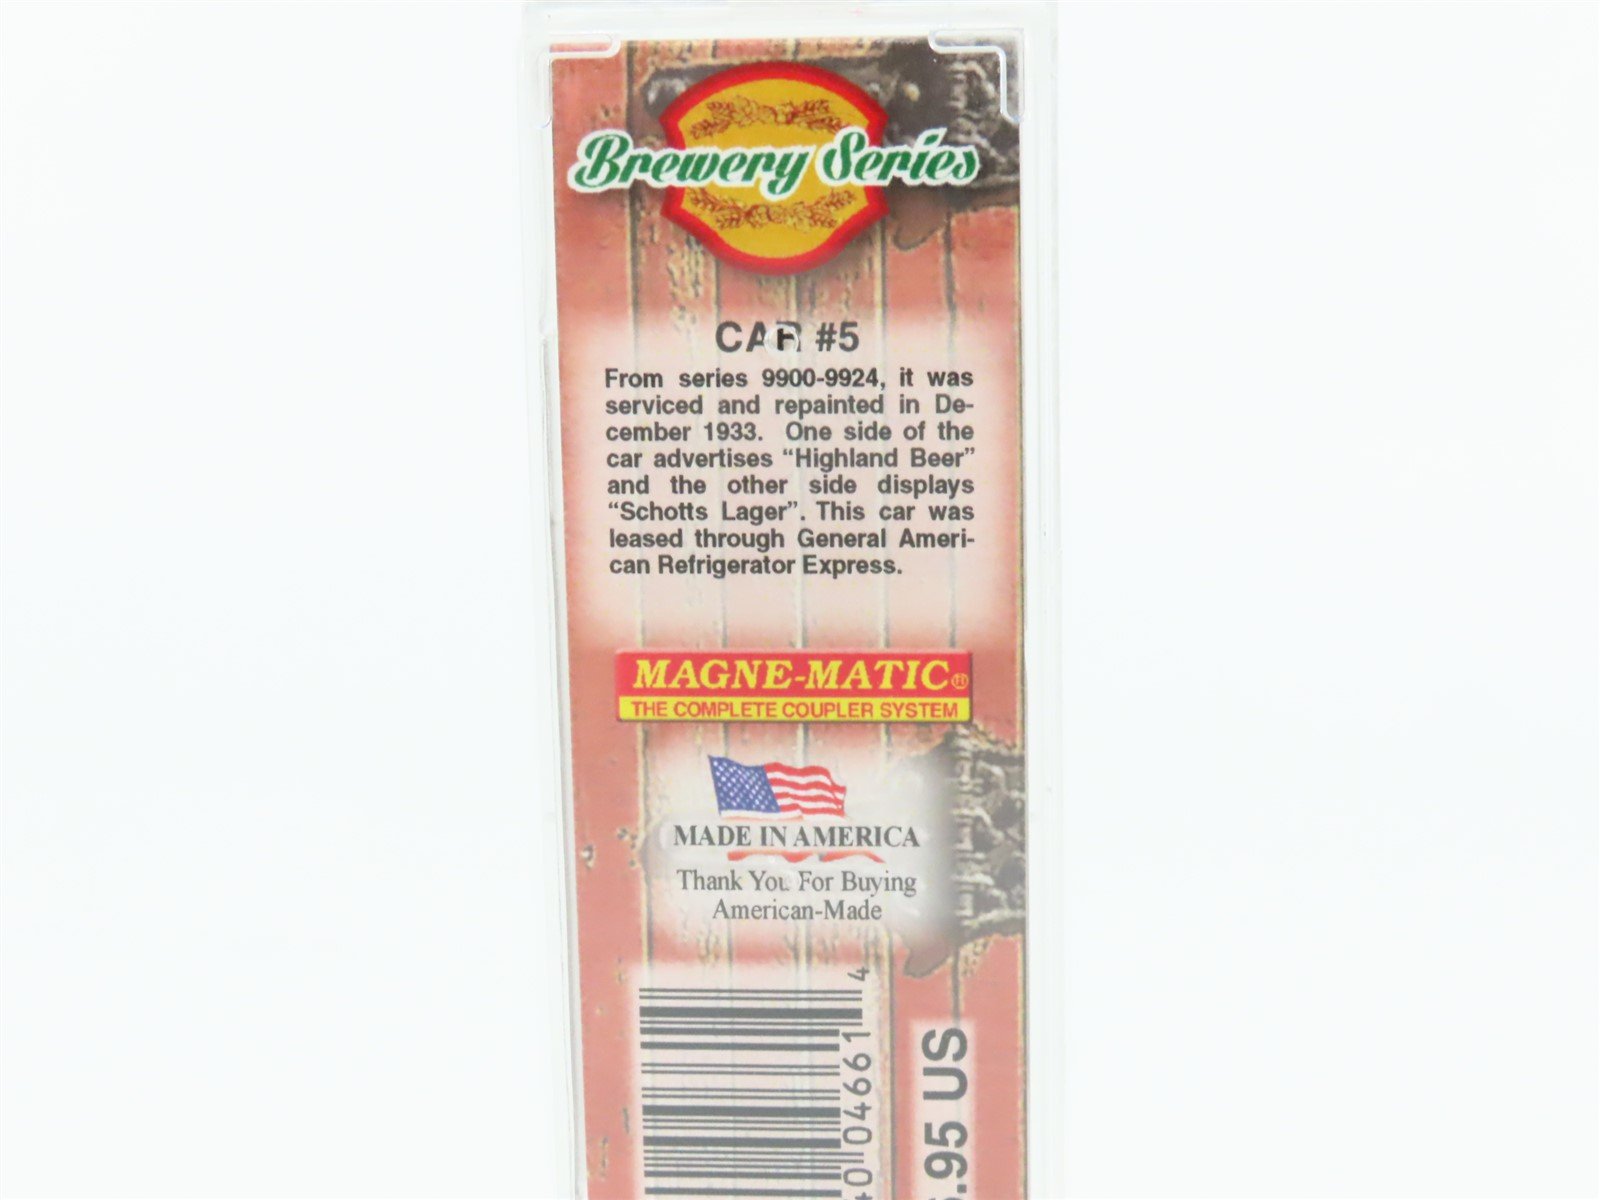 Brewery Series
CAR #5
From series 9900-9924, it was
serviced and repainted in De-
cember 1933. One side of the
car advertises “Highland Beer”
and the other side displays
“Schotts Lager”. This car was
leased through General Ameri-
can Refrigerator Express.
MAGNE-MATIC®
THE COMPLETE COUPLER SYSTEM
MADE IN AMERICA
Thank You For Buying
American-Made
0 04661 4
.95 US